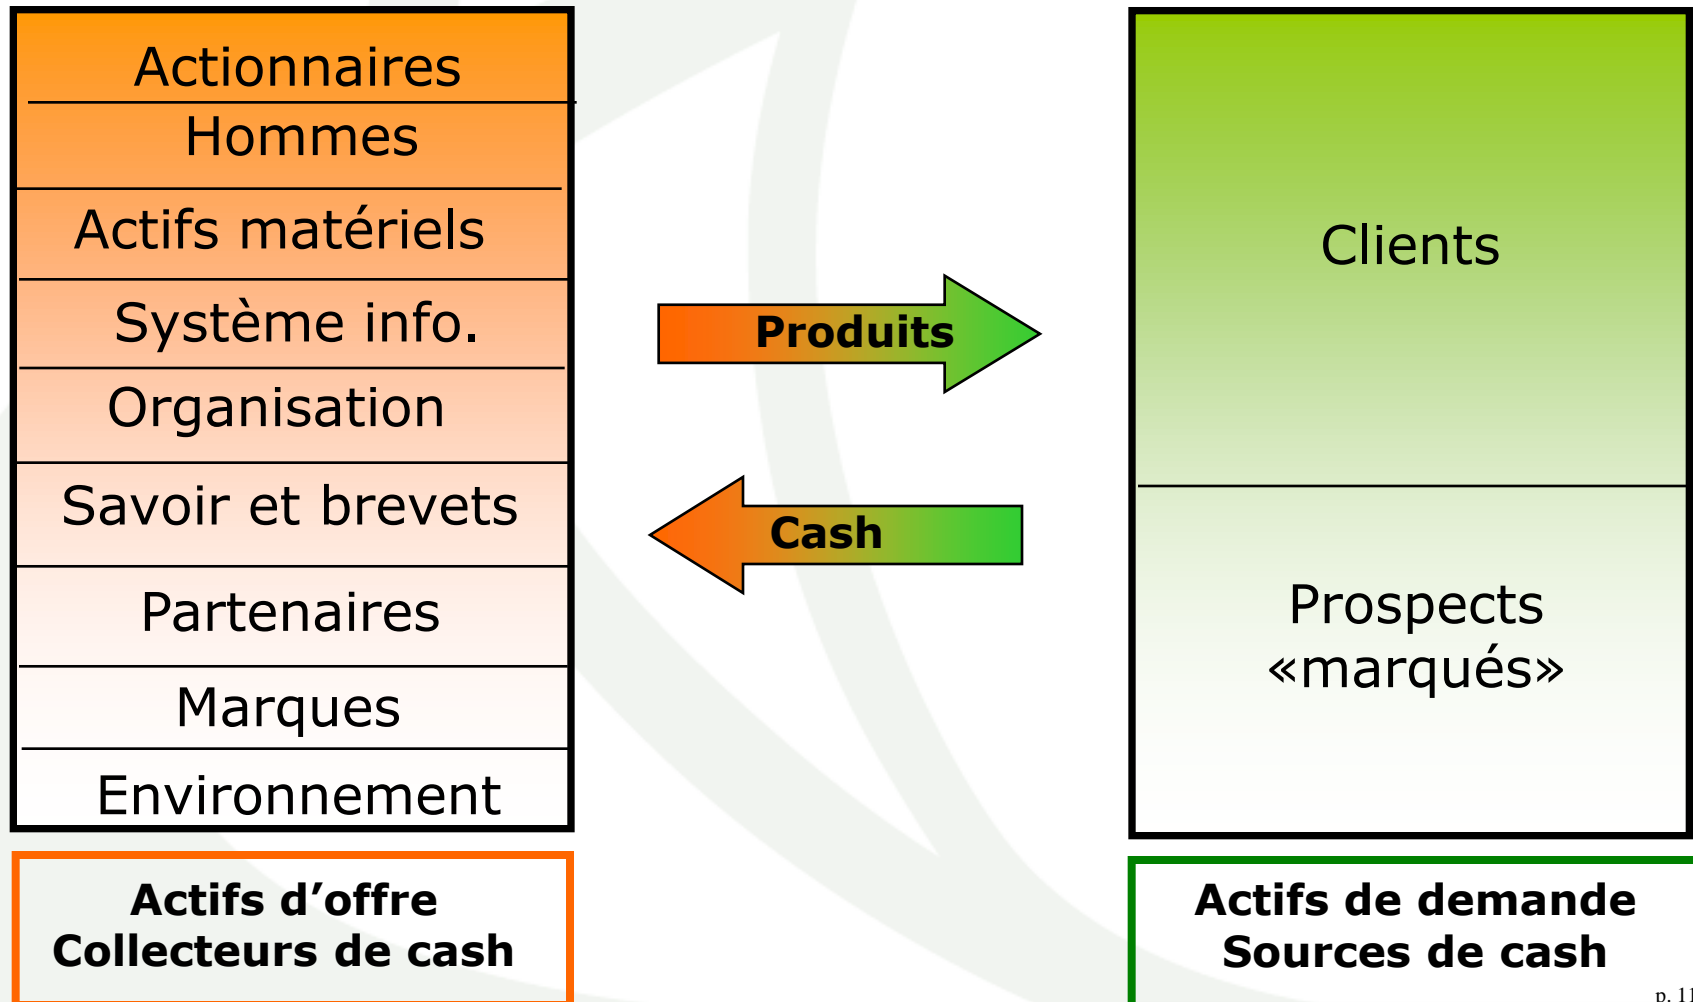 Actionnaires
Hommes
Actifs matériels
Système info.
Organisation
Savoir et brevets
Partenaires
Marques
Environnement
Actifs d’offre
Collecteurs de cash
Produits
Cash
Clients
Prospects
«marqués»
Actifs de demande
Sources de cash
p. 11